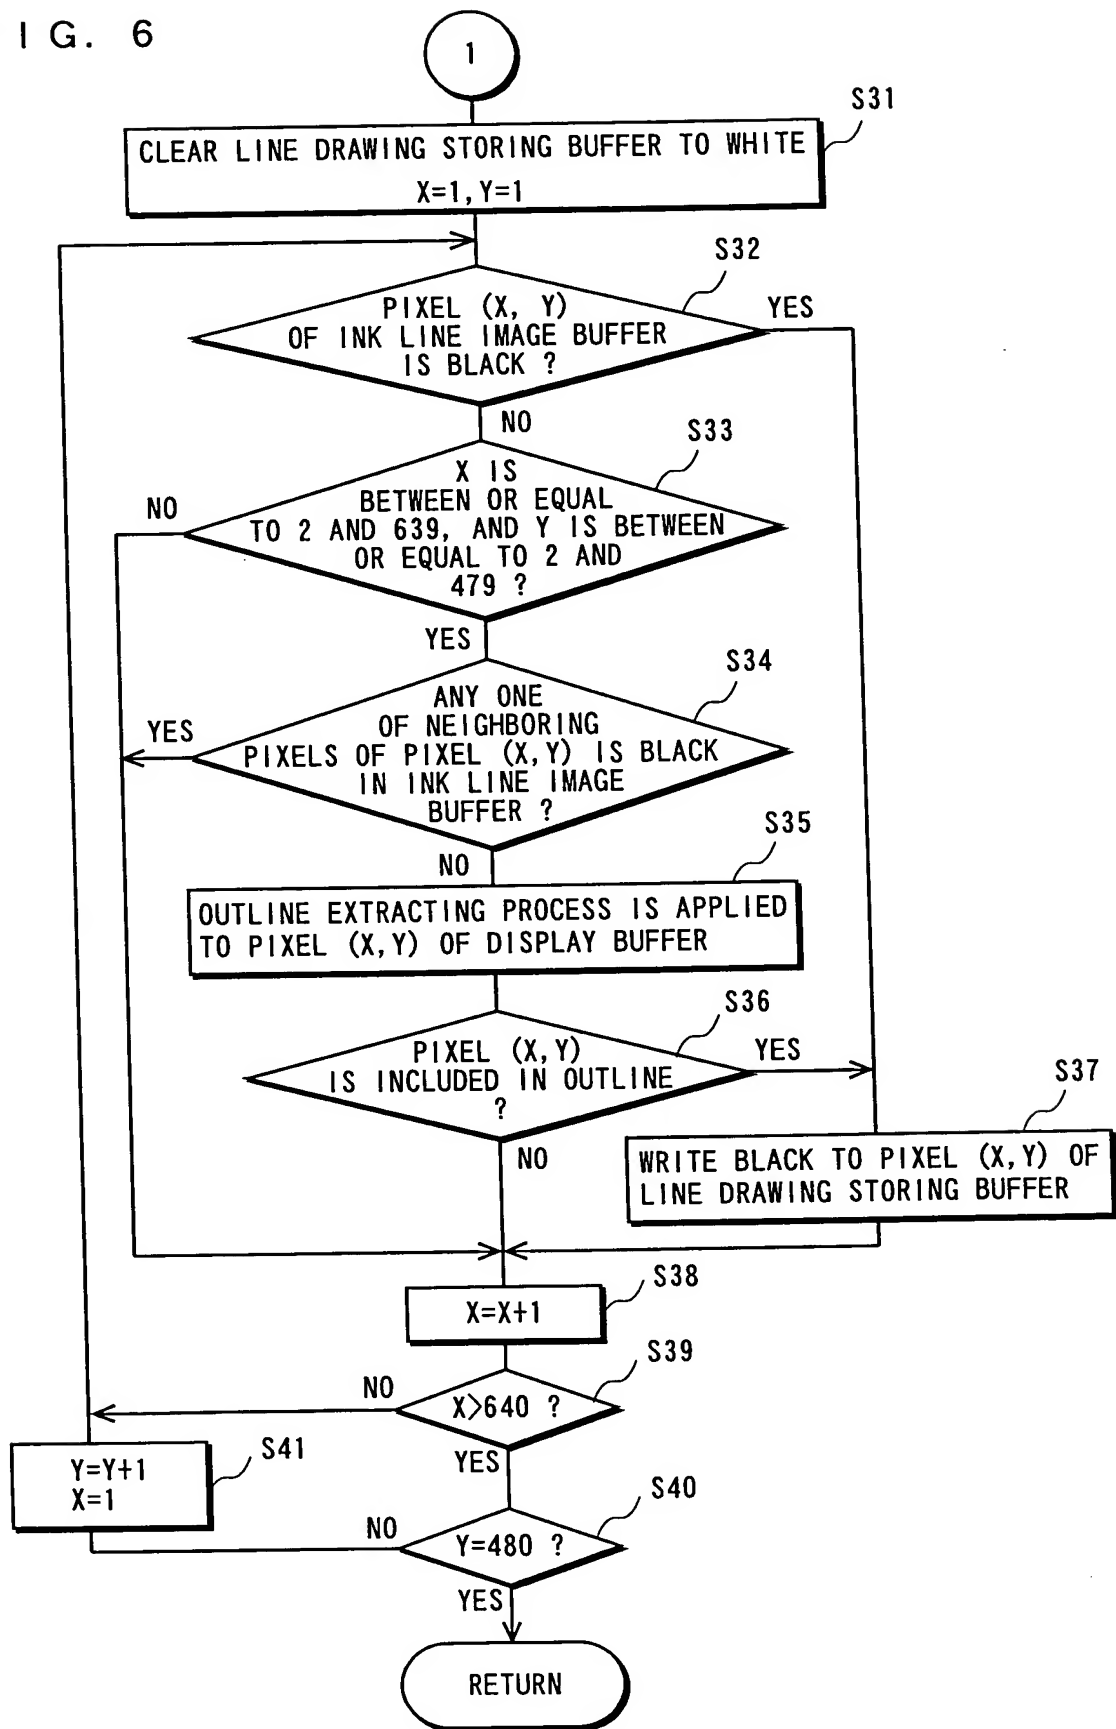 I G. 6
1
S31
CLEAR LINE DRAWING STORING BUFFER TO WHITE
X=1, Y=1
S32
PIXEL (X, Y)
OF INK LINE IMAGE BUFFER
IS BLACK ?
YES
NO
S33
X IS
BETWEEN OR EQUAL
TO 2 AND 639, AND Y IS BETWEEN
OR EQUAL TO 2 AND
479 ?
NO
YES
S34
ANY ONE
OF NEIGHBORING
PIXELS OF PIXEL (X,Y) IS BLACK
IN INK LINE IMAGE
BUFFER ?
YES
NO
S35
OUTLINE EXTRACTING PROCESS IS APPLIED
TO PIXEL (X,Y) OF DISPLAY BUFFER
S36
PIXEL (X,Y)
IS INCLUDED IN OUTLINE
?
YES
NO
S37
WRITE BLACK TO PIXEL (X,Y) OF
LINE DRAWING STORING BUFFER
S38
X=X+1
S39
X>640 ?
NO
YES
S41
Y=Y+1
X=1
S40
Y=480 ?
NO
YES
RETURN